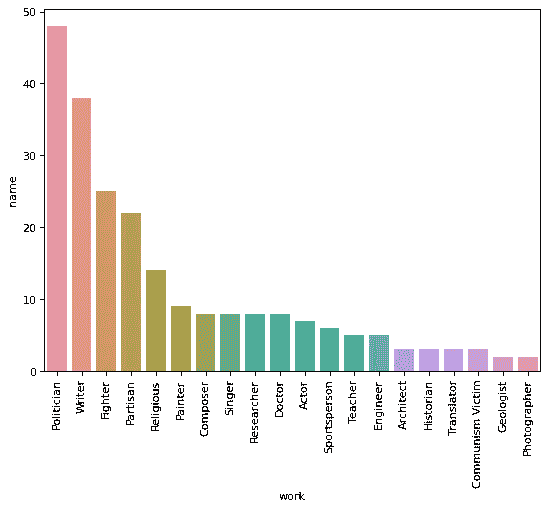 50
40
30
20
10
0
name
Politician
Writer
Fighter
Partisan
Religious
Painter
Composer
Singer
Researcher
Doctor
Actor
Sportsperson
Teacher
Engineer
Architect
Historian
Translator
Communism Victim
Geologist
Photographer
work